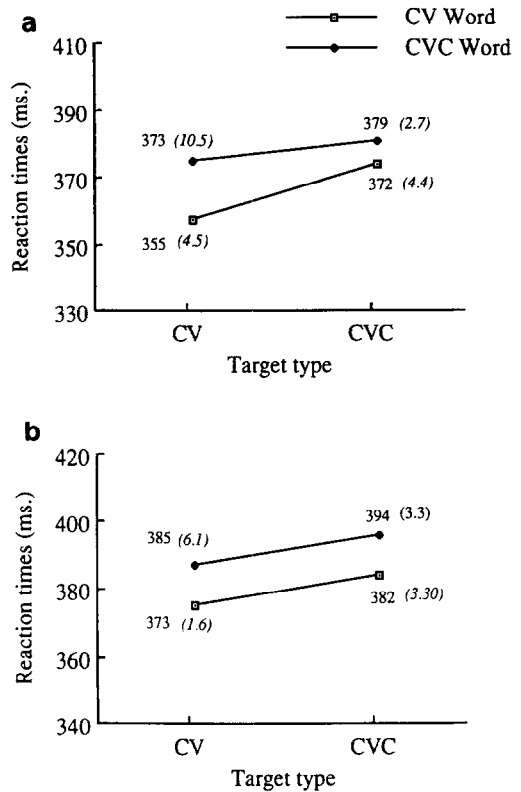 a
CV Word
CVC Word
410
390
370
350
330
Reaction times (ms.)
373 (10.5)
379 (2.7)
372 (4.4)
355 (4.5)
CV
CVC
Target type
b
420
400
380
360
340
Reaction times (ms.)
385 (6.1)
394 (3.3)
382 (3.30)
373 (1.6)
CV
CVC
Target type